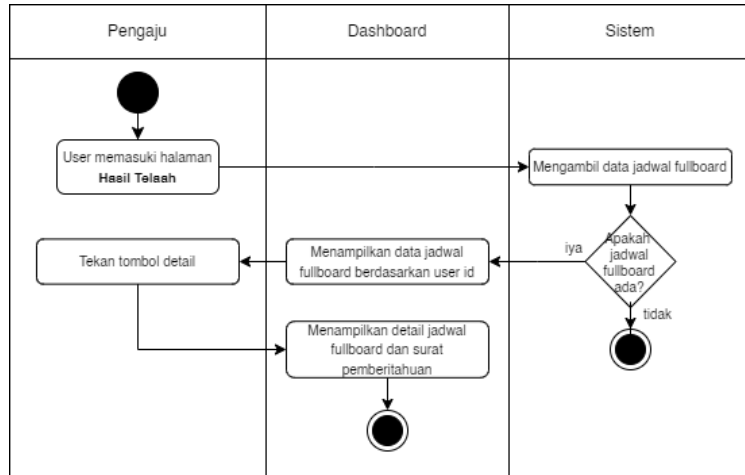 Pengaju
Dashboard
Sistem
User memasuki halaman
Hasil Telaah
Mengambil data jadwal fullboard
Apakah
jadwal
fullboard
ada?
iya
tidak
Menampilkan data jadwal
fullboard berdasarkan user id
Tekan tombol detail
Menampilkan detail jadwal
fullboard dan surat
pemberitahuan